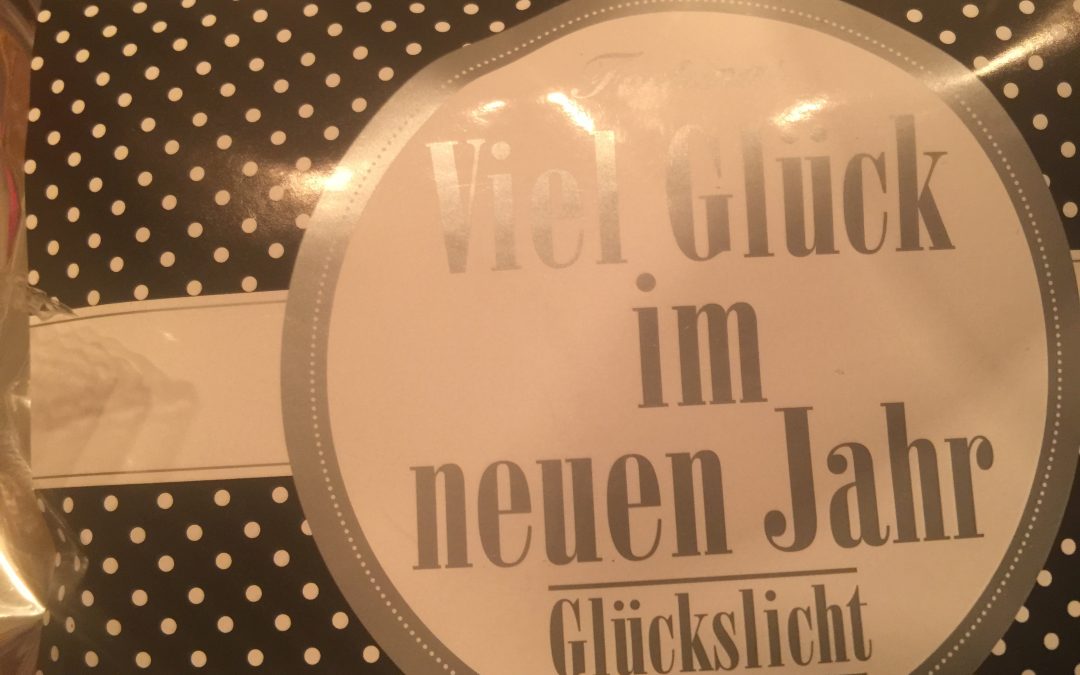 Viel Glück
im
neuen Jahr
Glückslicht